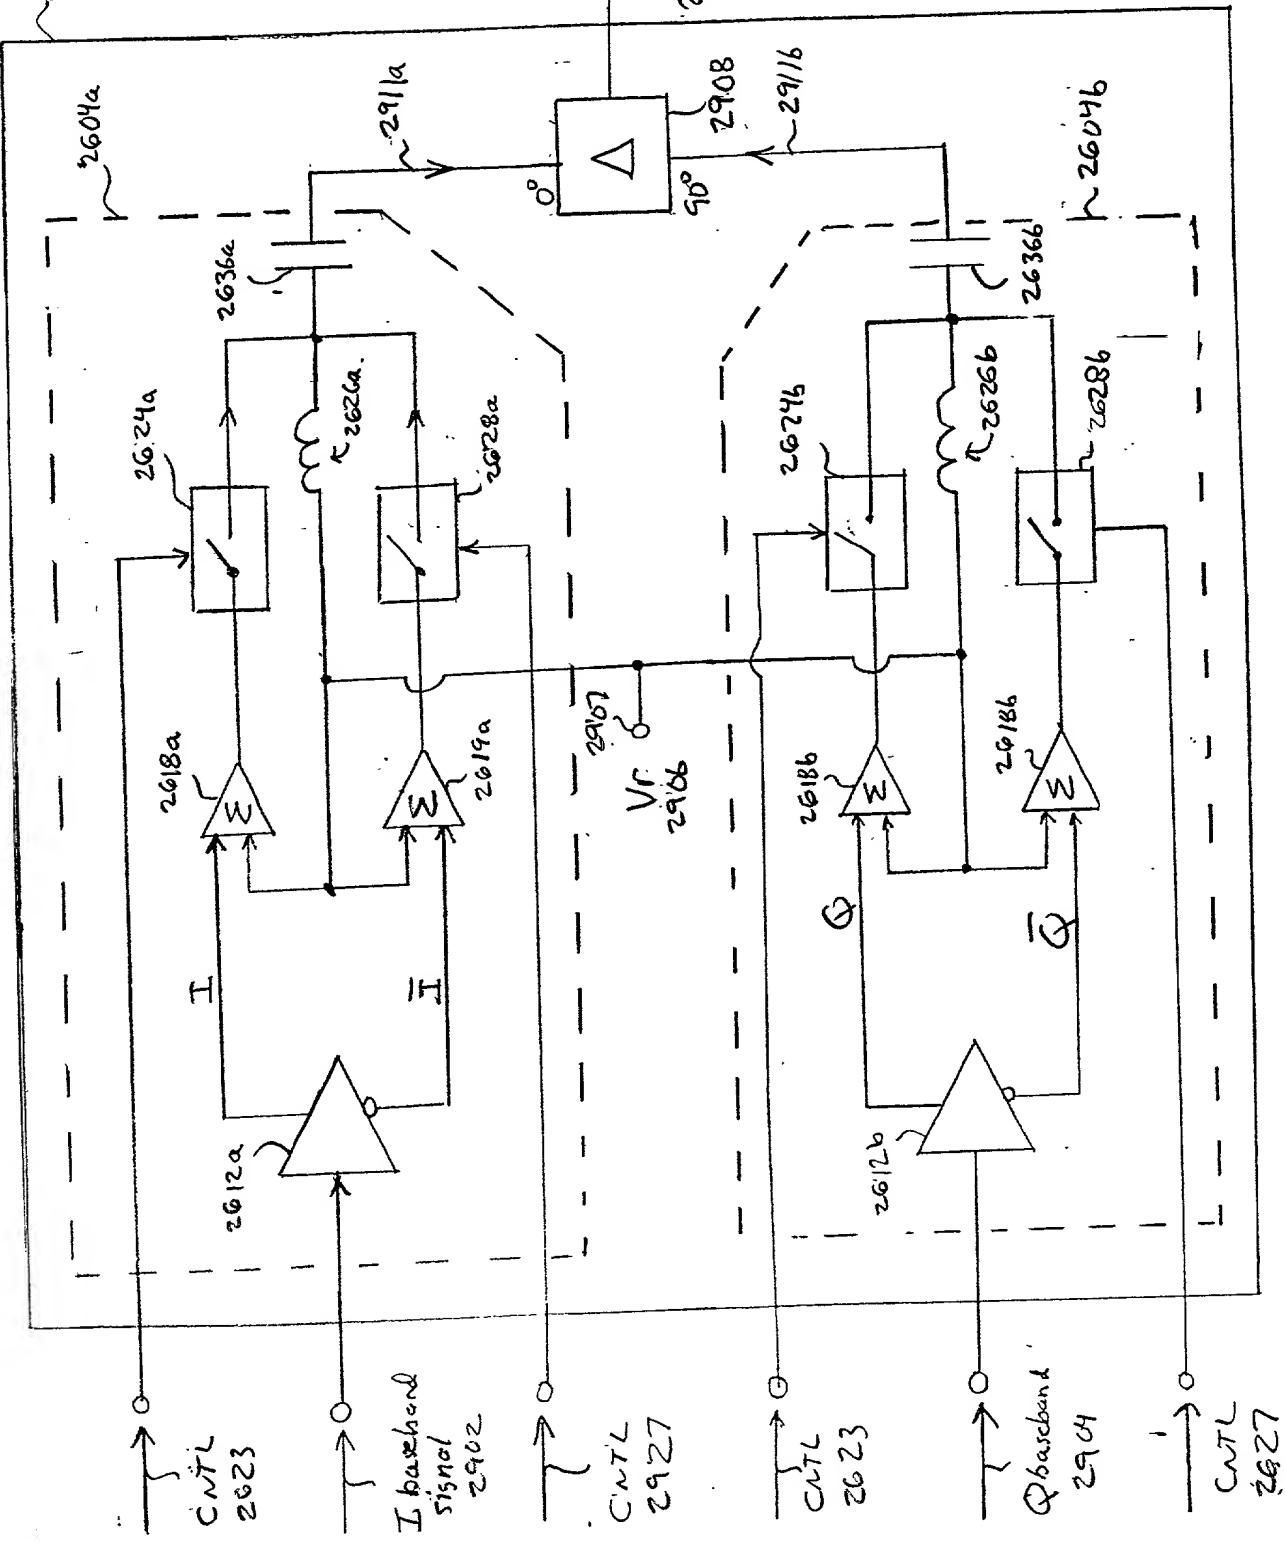 2604a
2911a
2908
2911b
2604b
0°
90°
Δ
2636a
2636b
2624a
2626a.
2628a
2624b
2626b
2628b
2618a
Σ
2619a
Σ
2907
Vr
2906
2618b
Σ
2618b
Σ
I
I̅
Q
Q̅
2612a
2612b
CNTL
2623
I baseband
signal
2902
CNTL
2927
CNTL
2623
Q baseband
2904
CNTL
2627